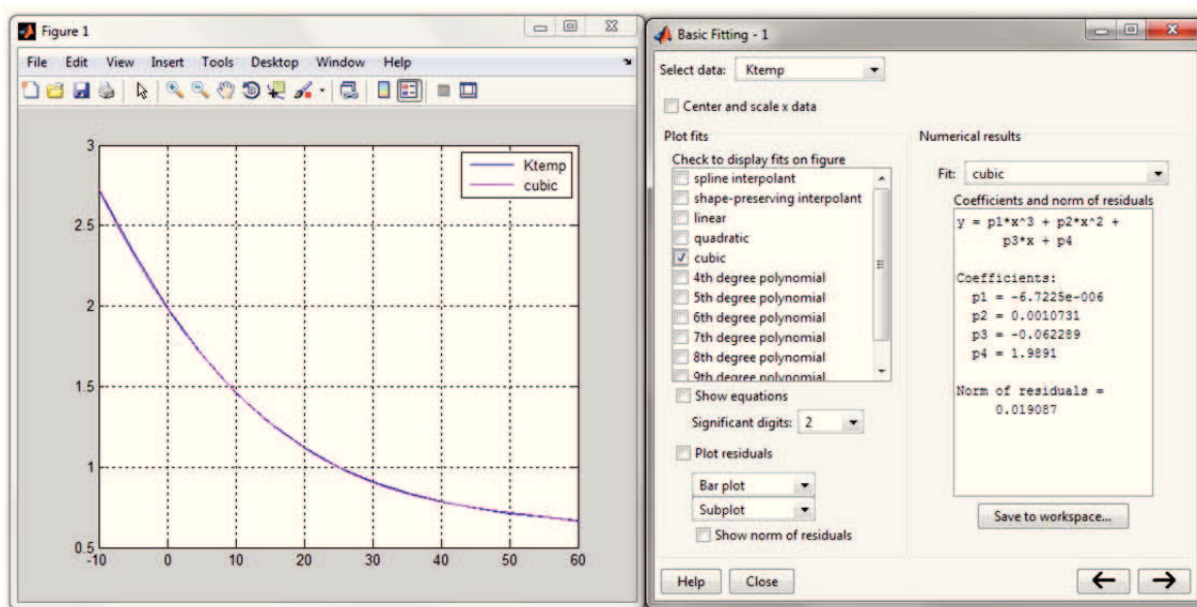 Figure 1
File Edit View Insert Tools Desktop Window Help
3
2.5
2
1.5
1
0.5
-10 0 10 20 30 40 50 60
Ktemp
cubic
Basic Fitting - 1
Select data: Ktemp
Center and scale x data
Plot fits
Check to display fits on figure
spline interpolant
shape-preserving interpolant
linear
quadratic
cubic
4th degree polynomial
5th degree polynomial
6th degree polynomial
7th degree polynomial
8th degree polynomial
9th degree polynomial
Show equations
Significant digits: 2
Plot residuals
Bar plot
Subplot
Show norm of residuals
Numerical results
Fit: cubic
Coefficients and norm of residuals
y = p1*x^3 + p2*x^2 +
p3*x + p4
Coefficients:
p1 = -6.7225e-006
p2 = 0.0010731
p3 = -0.062289
p4 = 1.9891
Norm of residuals =
0.019087
Save to workspace...
Help Close